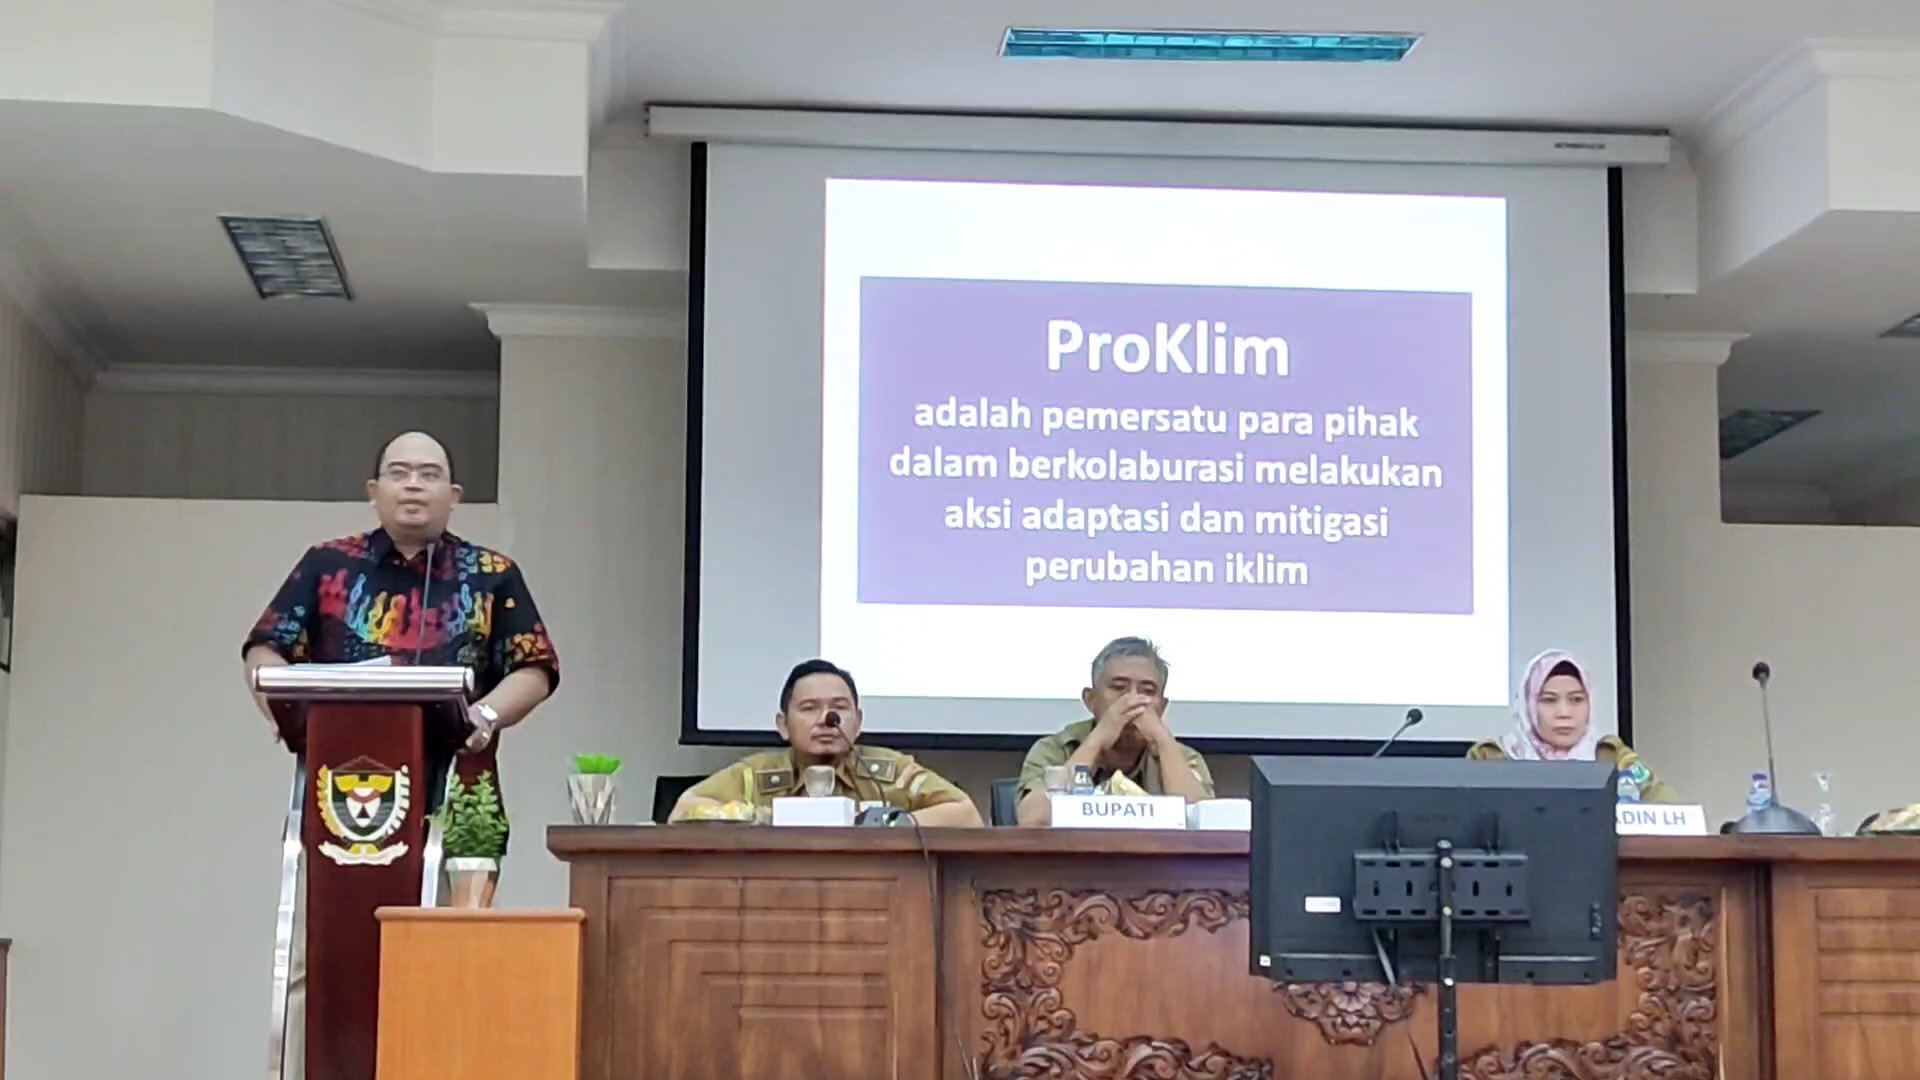 ProKlim
adalah pemersatu para pihak
dalam berkolaburasi melakukan
aksi adaptasi dan mitigasi
perubahan iklim
BUPATI
ADIN LH